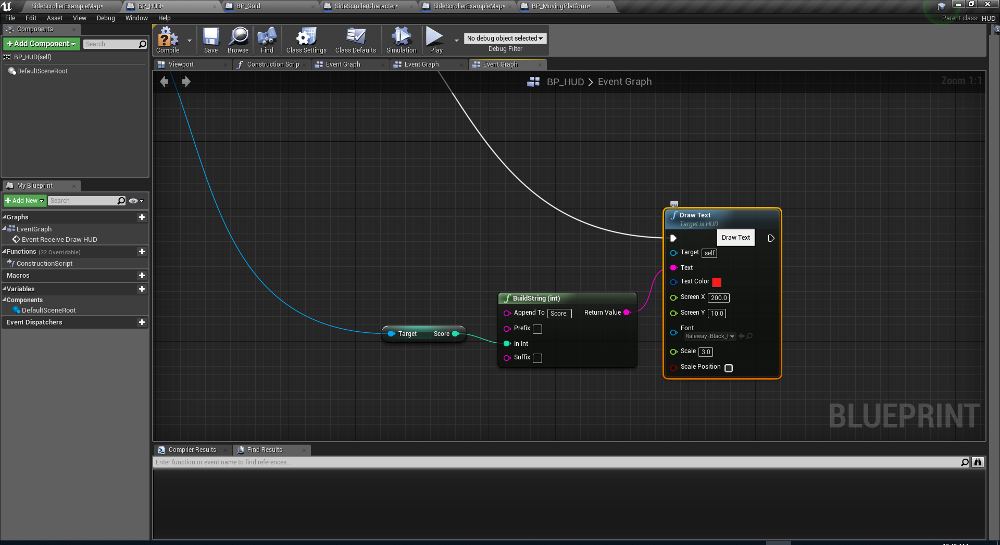 SideScrollerExampleMap*
BP_HUD*
BP_Gold
SideScrollerCharacter*
SideScrollerExampleMap*
BP_MovingPlatform*
File Edit Asset View Debug Window Help
Parent class: HUD
Components
+Add Component
Search
BP_HUD(self)
DefaultSceneRoot
Compile
Save
Browse
Find
Class Settings
Class Defaults
Simulation
Play
No debug object selected
Debug Filter
Viewport
Construction Scrip
Event Graph
Event Graph
Event Graph
BP_HUD > Event Graph
Zoom 1:1
My Blueprint
+Add New
Search
Graphs
EventGraph
Event Receive Draw HUD
Functions (22 Overridable)
ConstructionScript
Macros
Variables
Components
DefaultSceneRoot
Event Dispatchers
Target Score
BuildString (int)
Append To Score: Return Value
Prefix
In Int
Suffix
Draw Text
Target is HUD
Draw Text
Target self
Text
Text Color
Screen X 200.0
Screen Y 10.0
Font
Raleway-Black_F
Scale 3.0
Scale Position
BLUEPRINT
Compiler Results
Find Results
Enter function or event name to find references...